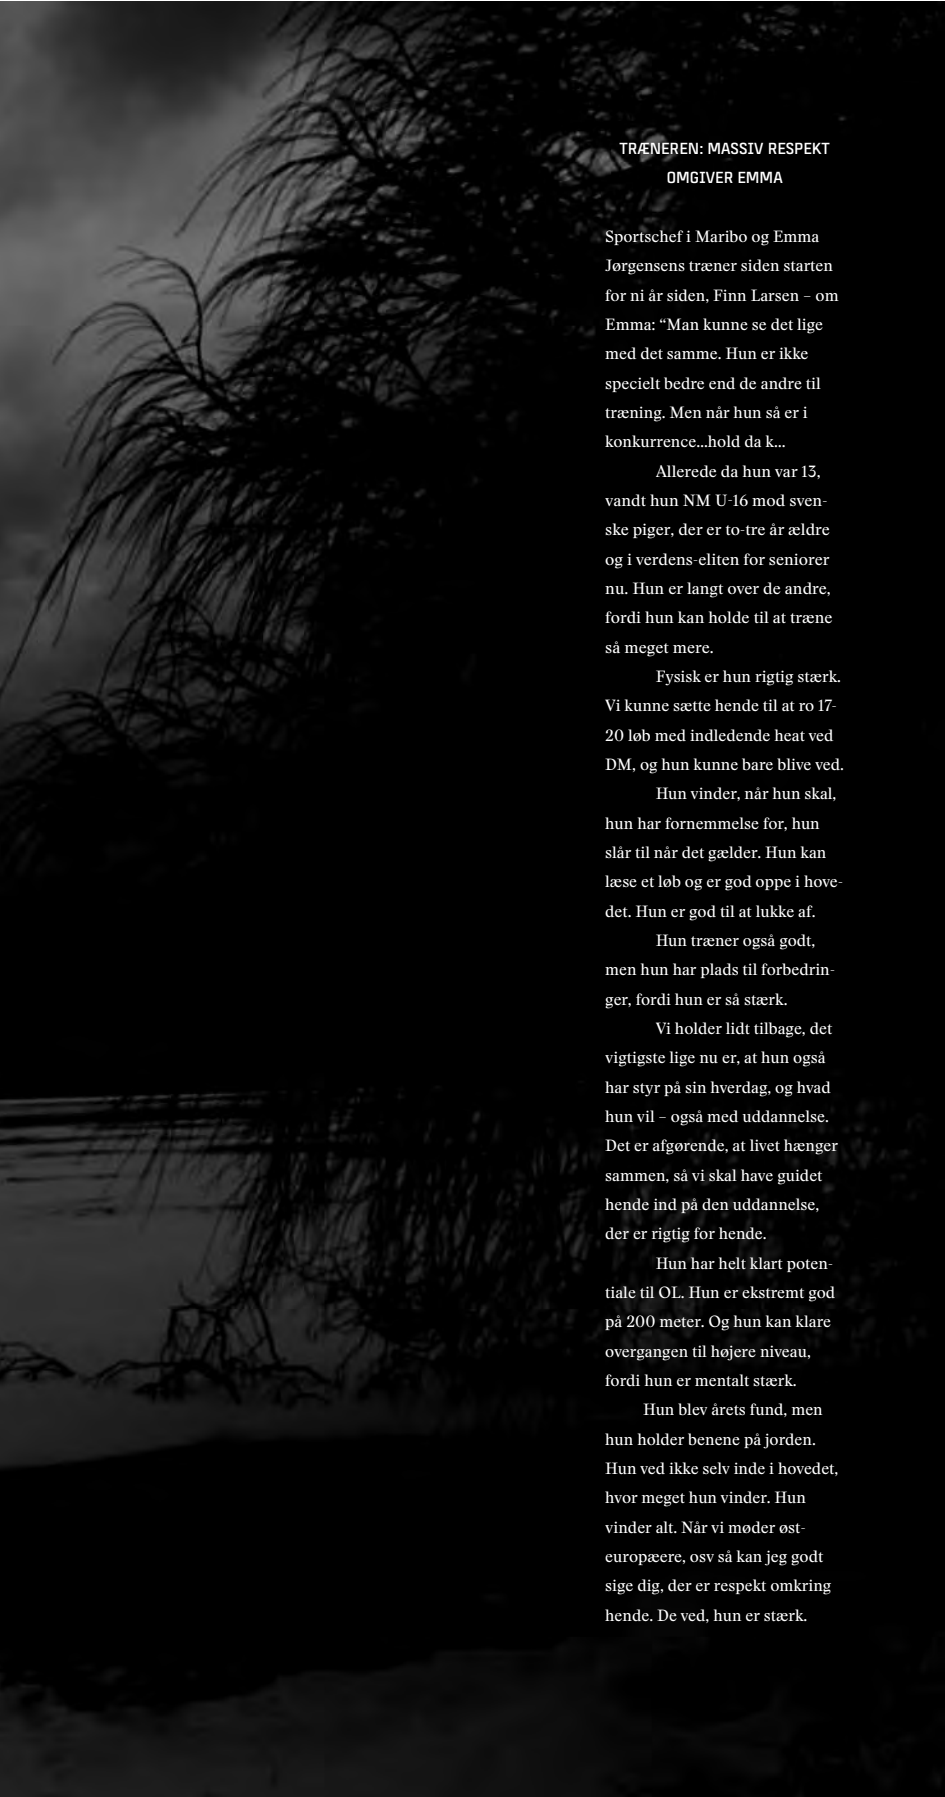 TRÆNEREN: MASSIV RESPEKT
OMGIVER EMMA
Sportschef i Maribo og Emma
Jørgensens træner siden starten
for ni år siden, Finn Larsen – om
Emma: “Man kunne se det lige
med det samme. Hun er ikke
specielt bedre end de andre til
træning. Men når hun så er i
konkurrence...hold da k...
Allerede da hun var 13,
vandt hun NM U-16 mod sven-
ske piger, der er to-tre år ældre
og i verdens-eliten for seniorer
nu. Hun er langt over de andre,
fordi hun kan holde til at træne
så meget mere.
Fysisk er hun rigtig stærk.
Vi kunne sætte hende til at ro 17-
20 løb med indledende heat ved
DM, og hun kunne bare blive ved.
Hun vinder, når hun skal,
hun har fornemmelse for, hun
slår til når det gælder. Hun kan
læse et løb og er god oppe i hove-
det. Hun er god til at lukke af.
Hun træner også godt,
men hun har plads til forbedrin-
ger, fordi hun er så stærk.
Vi holder lidt tilbage, det
vigtigste lige nu er, at hun også
har styr på sin hverdag, og hvad
hun vil – også med uddannelse.
Det er afgørende, at livet hænger
sammen, så vi skal have guidet
hende ind på den uddannelse,
der er rigtig for hende.
Hun har helt klart poten-
tiale til OL. Hun er ekstremt god
på 200 meter. Og hun kan klare
overgangen til højere niveau,
fordi hun er mentalt stærk.
Hun blev årets fund, men
hun holder benene på jorden.
Hun ved ikke selv inde i hovedet,
hvor meget hun vinder. Hun
vinder alt. Når vi møder øst-
europæere, osv så kan jeg godt
sige dig, der er respekt omkring
hende. De ved, hun er stærk.